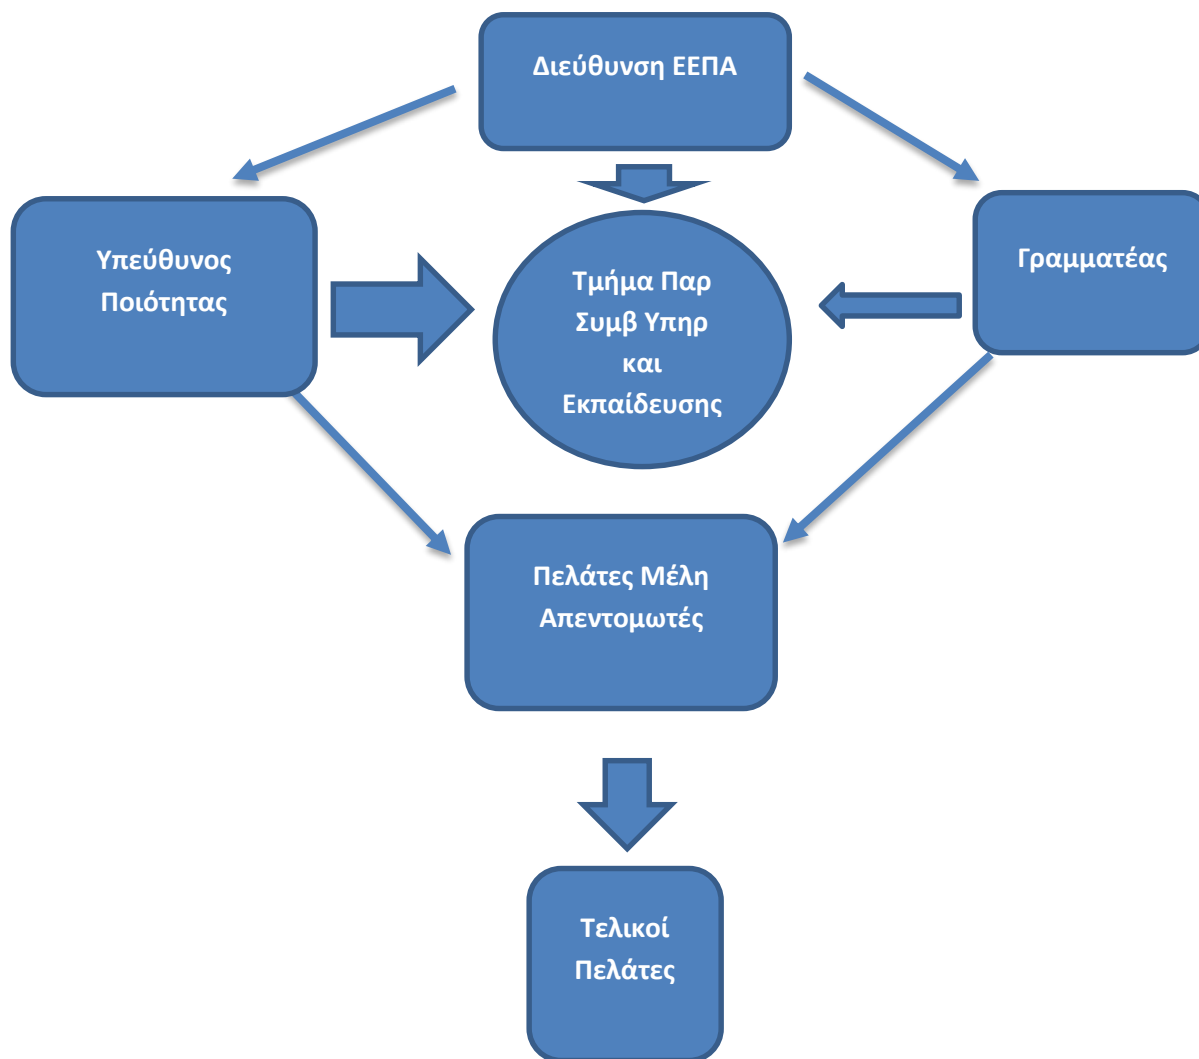 Διεύθυνση ΕΕΠΑ
Υπεύθυνος
Ποιότητας
Τμήμα Παρ
Συμβ Υπηρ
και
Εκπαίδευσης
Γραμματέας
Πελάτες Μέλη
Απεντομωτές
Τελικοί
Πελάτες